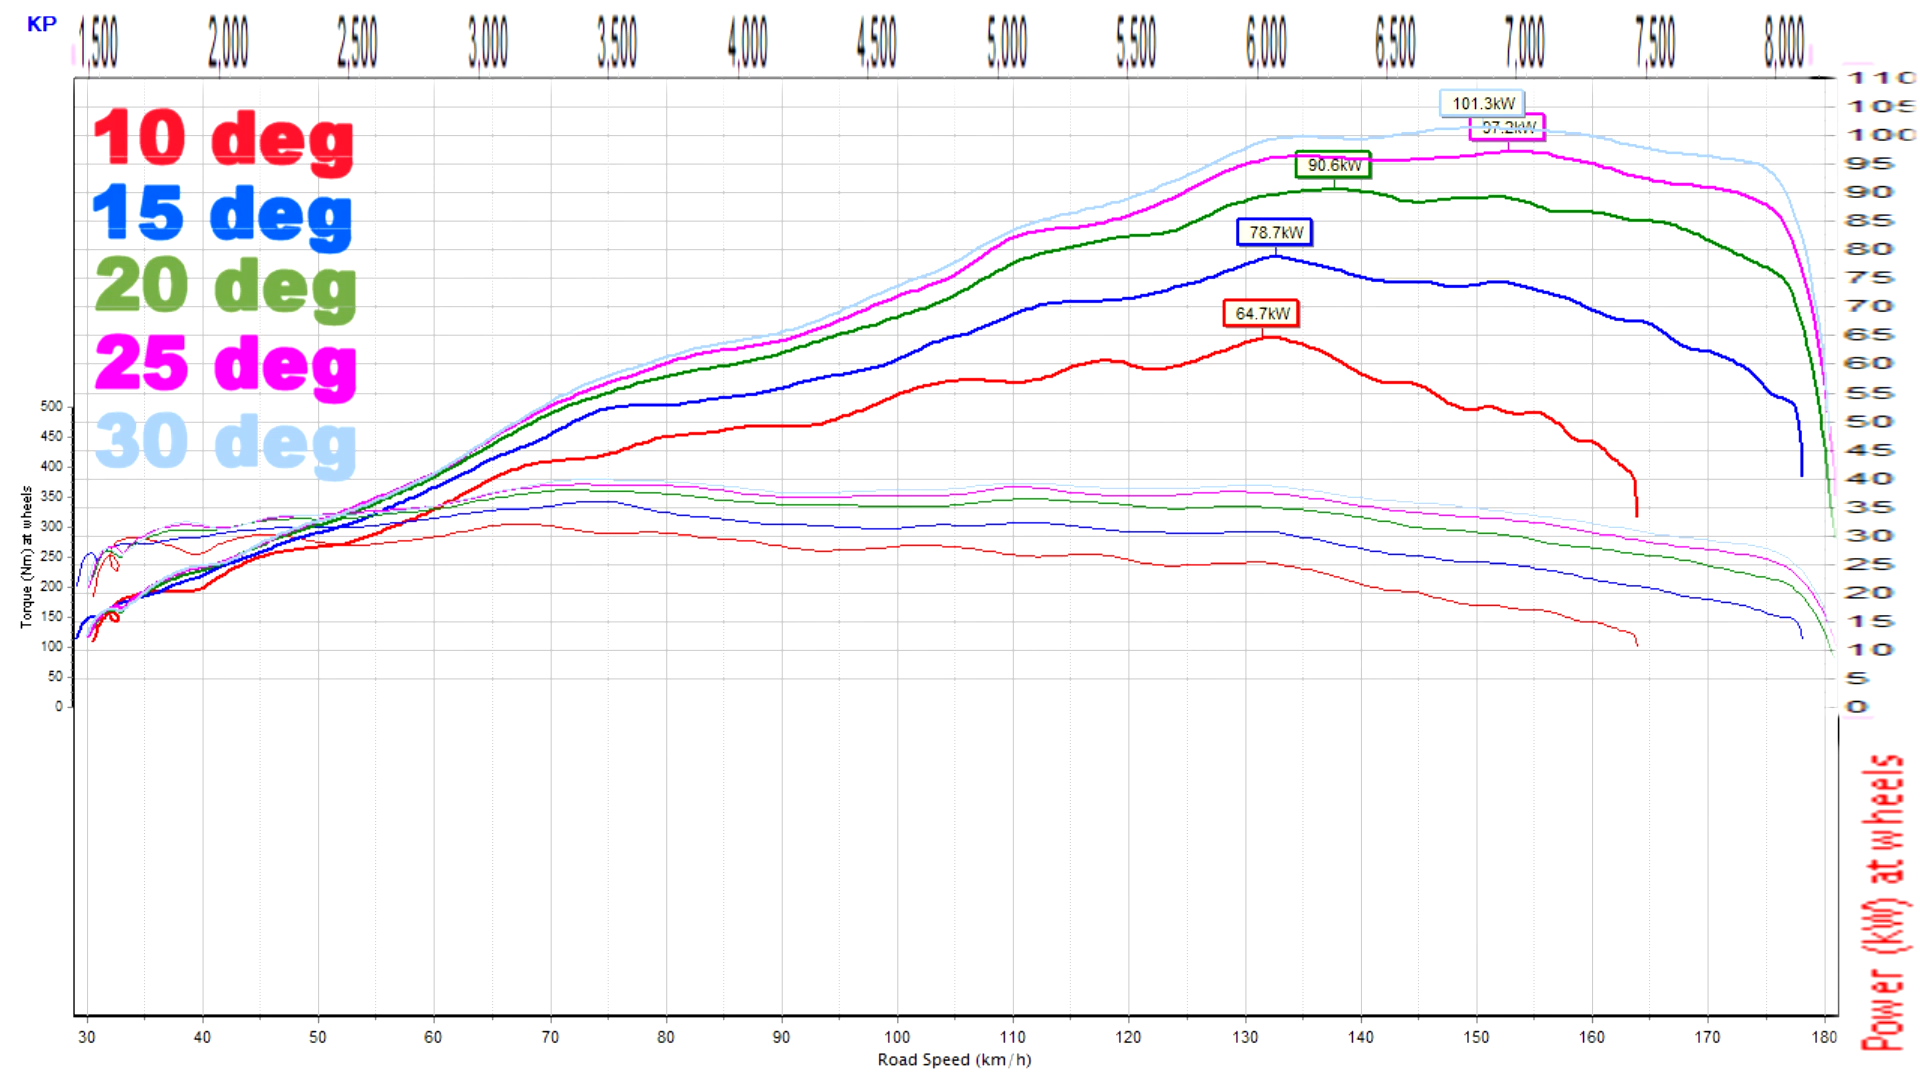 KP
1,500 2,000 2,500 3,000 3,500 4,000 4,500 5,000 5,500 6,000 6,500 7,000 7,500 8,000
10 deg
15 deg
20 deg
25 deg
30 deg
101.3kW
97.2kW
90.6kW
78.7kW
64.7kW
110
105
100
95
90
85
80
75
70
65
60
55
50
45
40
35
30
25
20
15
10
5
0
500
450
400
350
300
250
200
150
100
50
0
Torque (Nm) at wheels
Power (kW) at wheels
30 40 50 60 70 80 90 100 110 120 130 140 150 160 170 180
Road Speed (km/h)